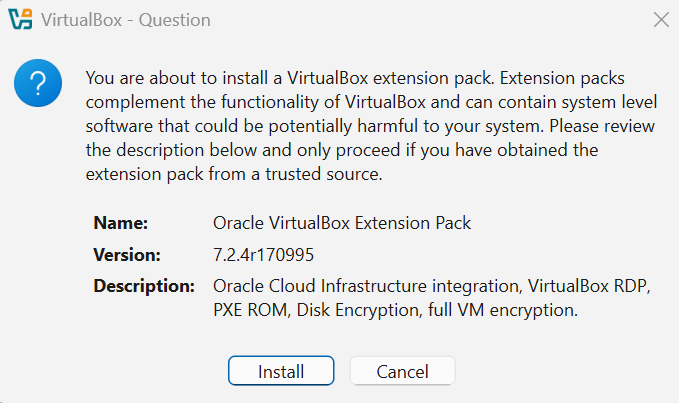 VirtualBox - Question
You are about to install a VirtualBox extension pack. Extension packs
complement the functionality of VirtualBox and can contain system level
software that could be potentially harmful to your system. Please review
the description below and only proceed if you have obtained the
extension pack from a trusted source.
Name: Oracle VirtualBox Extension Pack
Version: 7.2.4r170995
Description: Oracle Cloud Infrastructure integration, VirtualBox RDP,
PXE ROM, Disk Encryption, full VM encryption.
Install Cancel